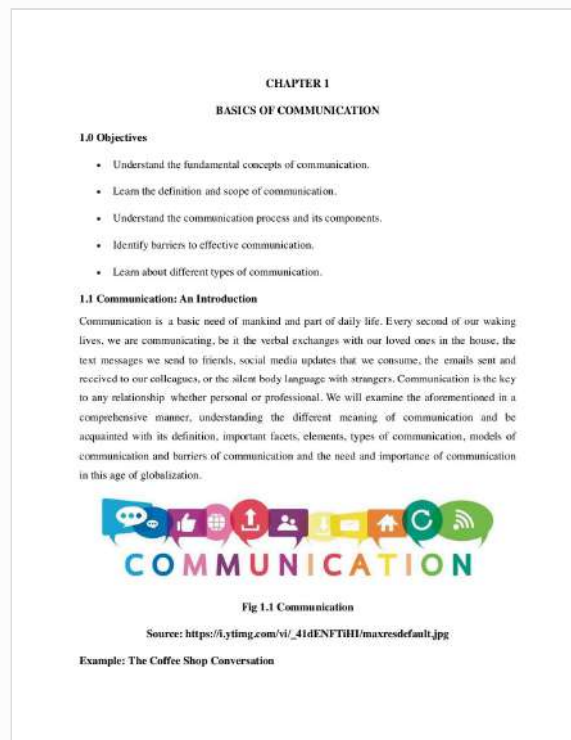 CHAPTER 1
BASICS OF COMMUNICATION
1.0 Objectives
• Understand the fundamental concepts of communication.
• Learn the definition and scope of communication.
• Understand the communication process and its components.
• Identify barriers to effective communication.
• Learn about different types of communication.
1.1 Communication: An Introduction
Communication is a basic need of mankind and part of daily life. Every second of our waking
lives, we are communicating, be it the verbal exchanges with our loved ones in the house, the
text messages we send to friends, social media updates that we consume, the emails sent and
received to our colleagues, or the silent body language with strangers. Communication is the key
to any relationship whether personal or professional. We will examine the aforementioned in a
comprehensive manner, understanding the different meaning of communication and be
acquainted with its definition, important facets, elements, types of communication, models of
communication and barriers of communication and the need and importance of communication
in this age of globalization.
COMMUNICATION
Fig 1.1 Communication
Source: https://i.ytimg.com/vi/_41dENFTiHI/maxresdefault.jpg
Example: The Coffee Shop Conversation